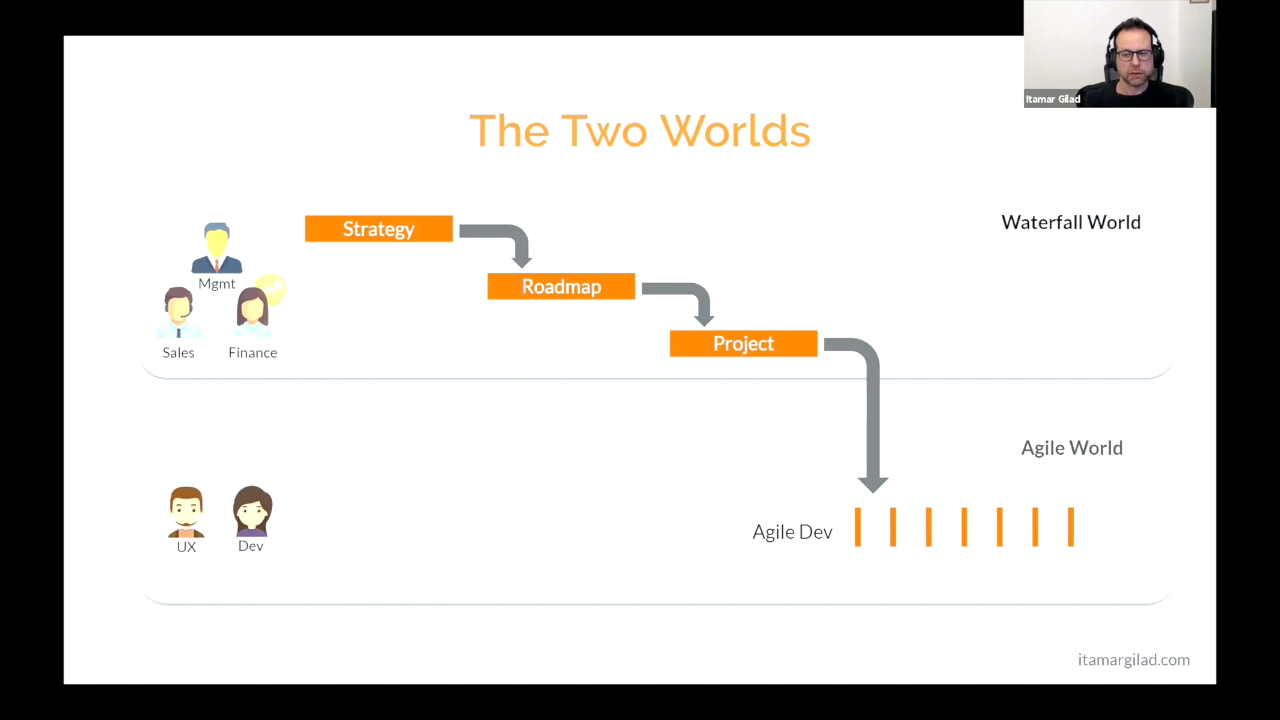 Itamar Gilad
The Two Worlds
Strategy
Waterfall World
Mgmt
Roadmap
Project
Sales
Finance
Agile World
Agile Dev
UX
Dev
itamargilad.com